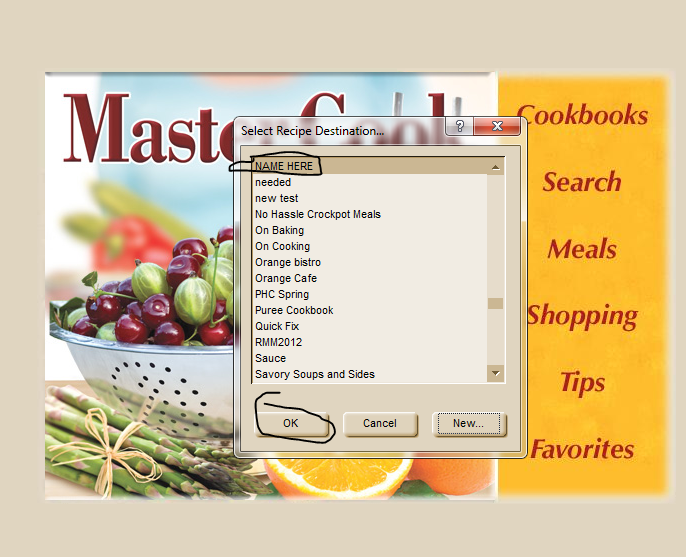 MasterCook
Select Recipe Destination...
?
X
NAME HERE
needed
new test
No Hassle Crockpot Meals
On Baking
On Cooking
Orange bistro
Orange Cafe
PHC Spring
Puree Cookbook
Quick Fix
RMM2012
Sauce
Savory Soups and Sides
OK
Cancel
New...
Cookbooks
Search
Meals
Shopping
Tips
Favorites